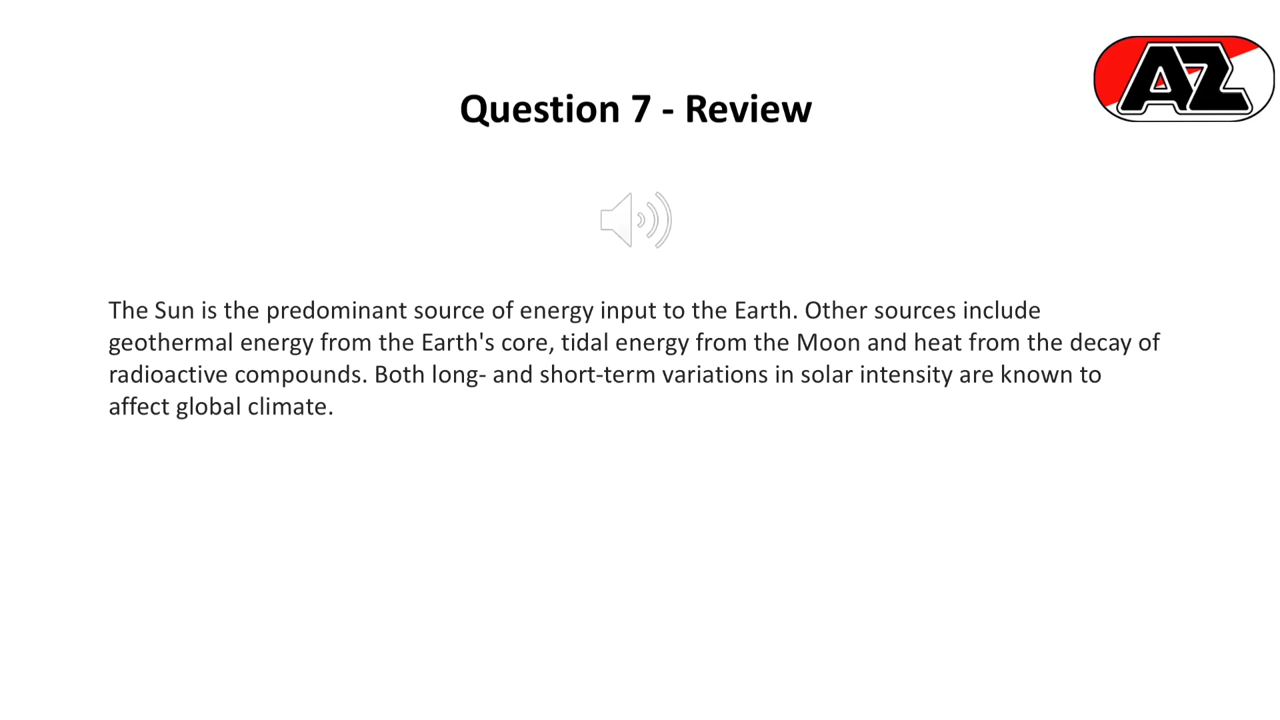 AZ
Question 7 - Review
The Sun is the predominant source of energy input to the Earth. Other sources include
geothermal energy from the Earth's core, tidal energy from the Moon and heat from the decay of
radioactive compounds. Both long- and short-term variations in solar intensity are known to
affect global climate.